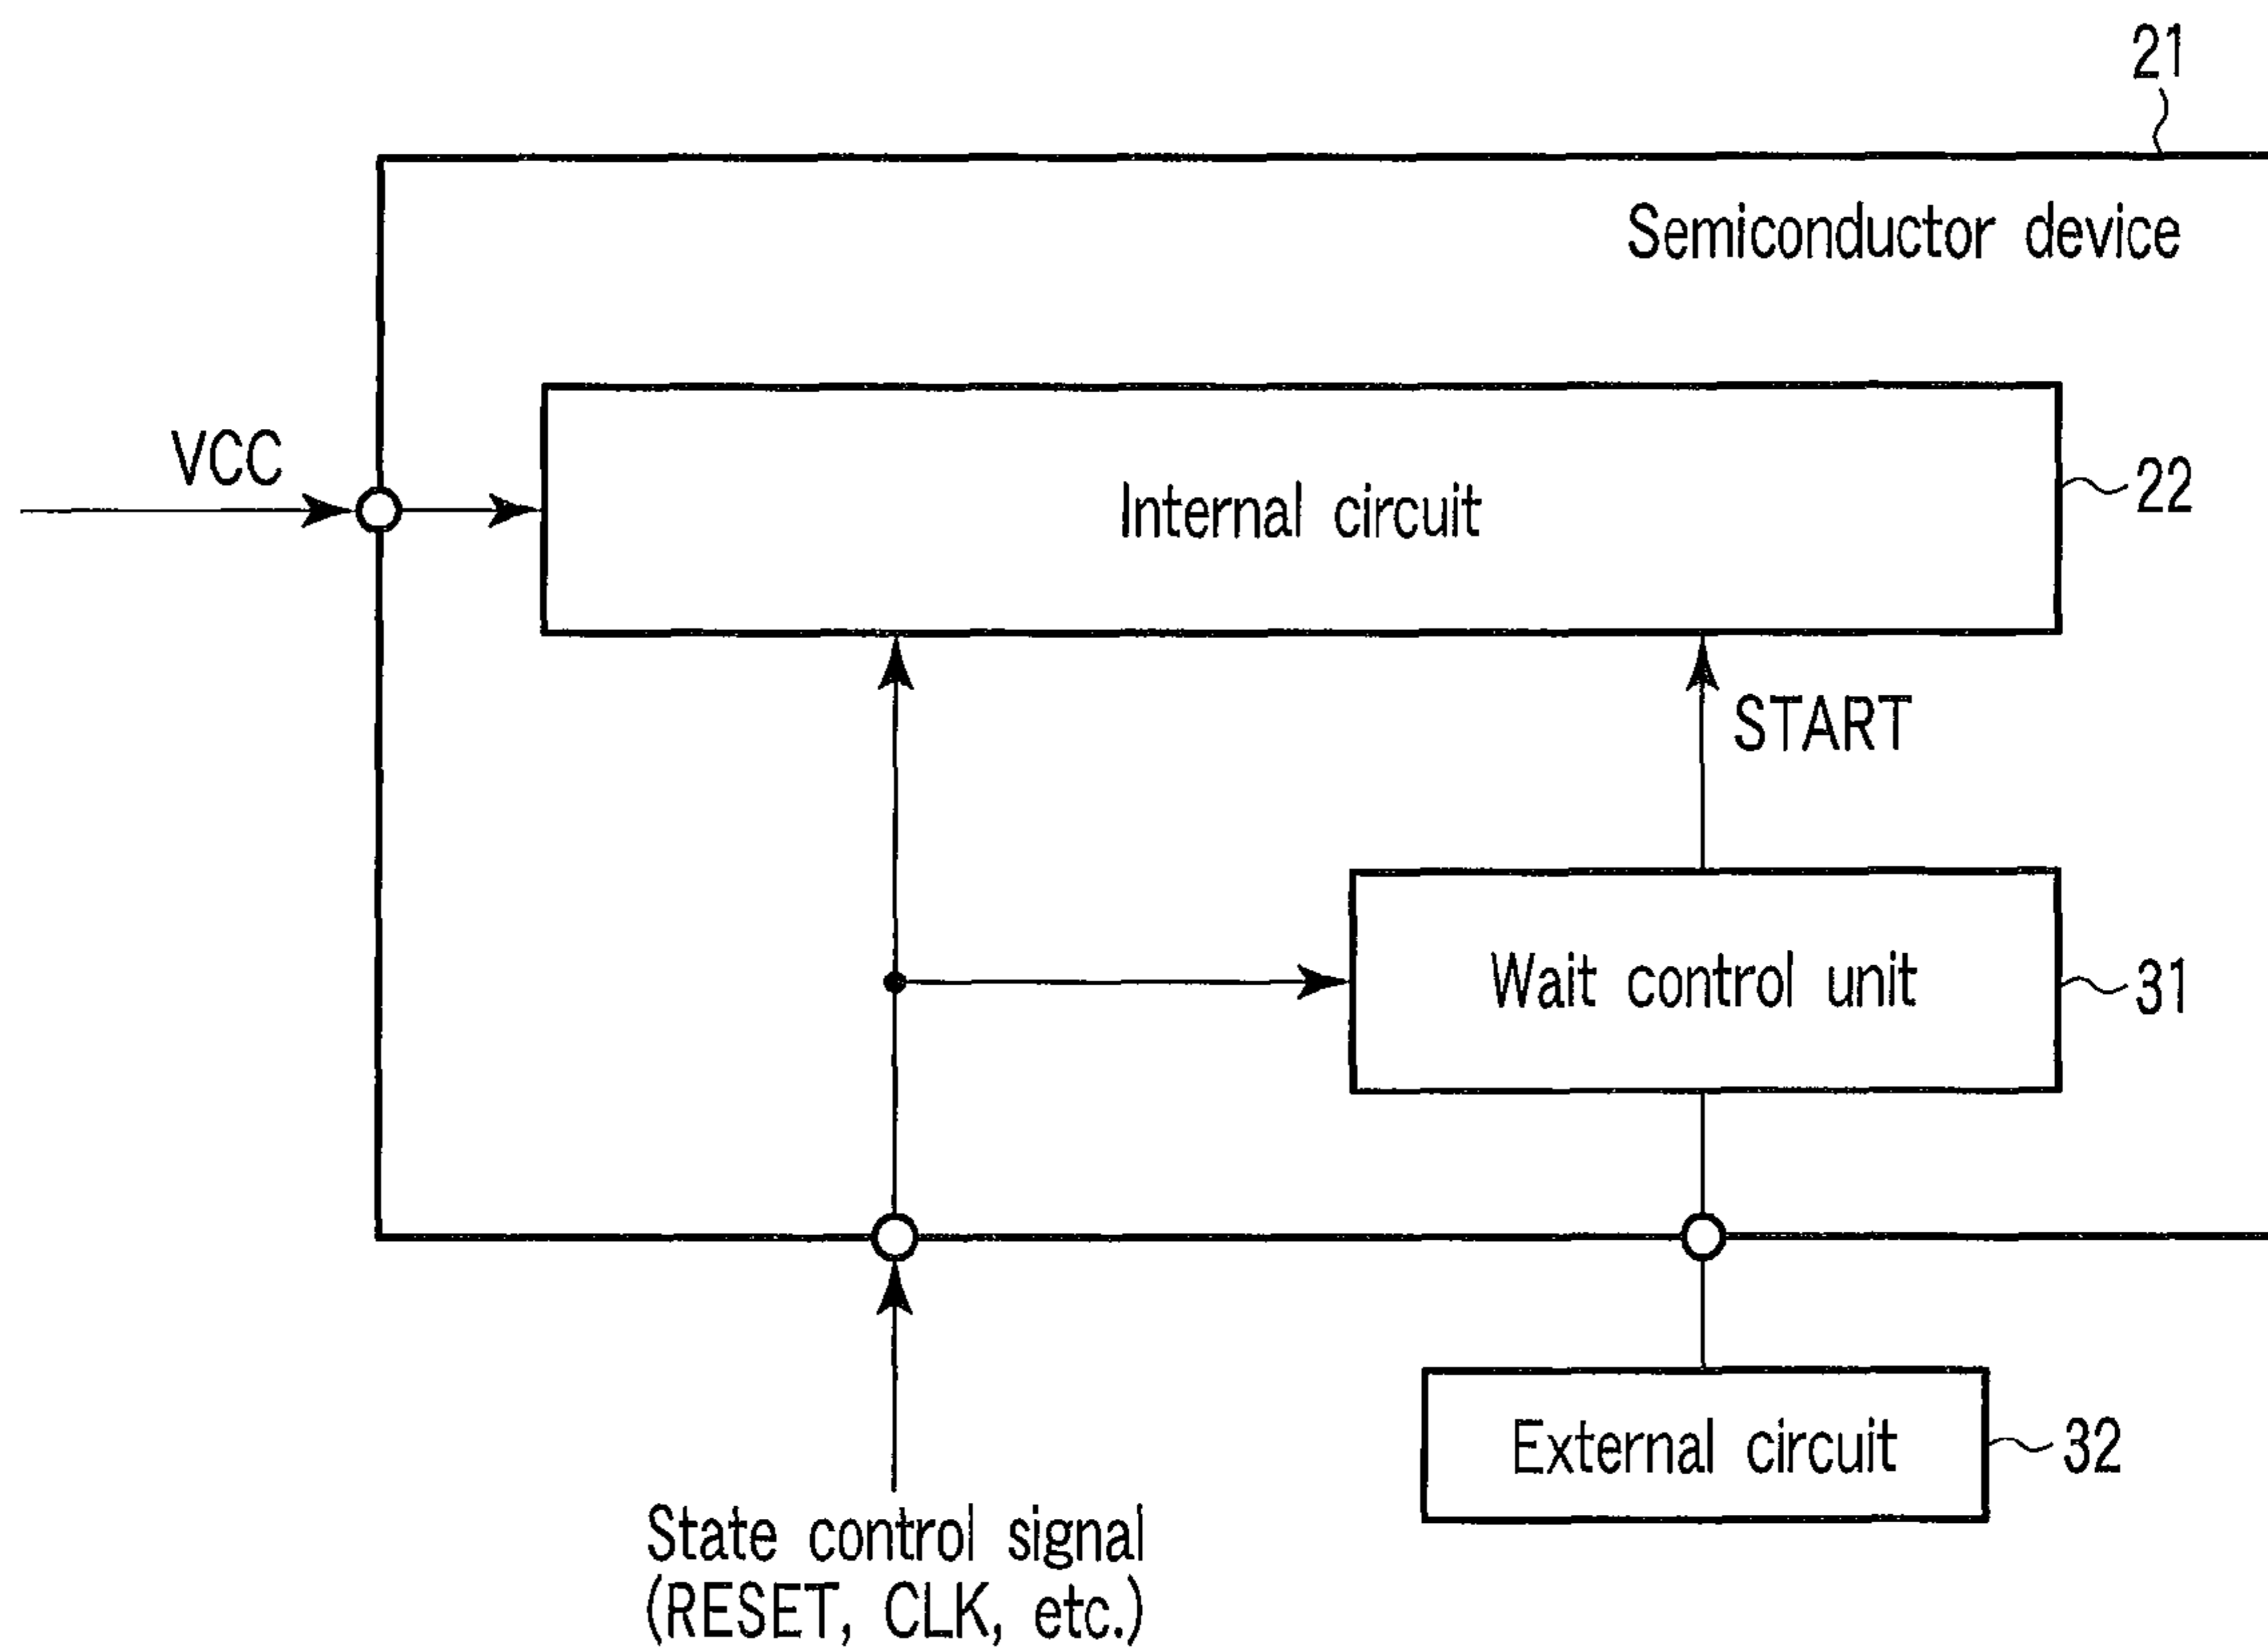 21
Semiconductor device
VCC
Internal circuit
22
START
Wait control unit
31
External circuit
32
State control signal
(RESET, CLK, etc.)